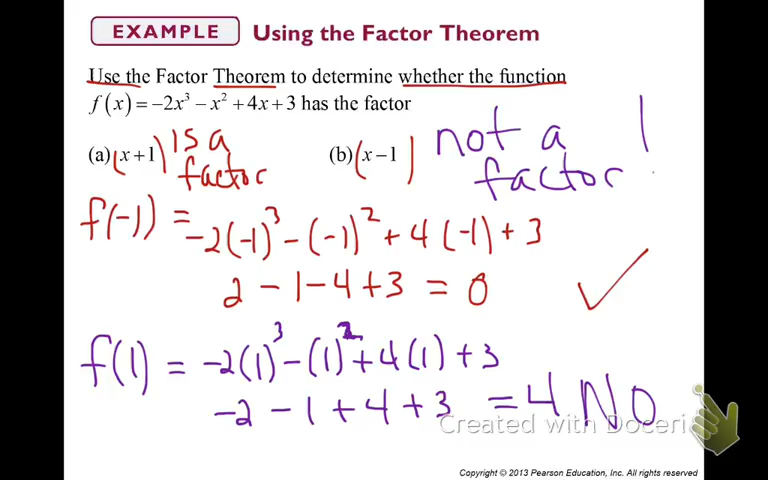 EXAMPLE Using the Factor Theorem
Use the Factor Theorem to determine whether the function
f(x) = −2x³ − x² + 4x + 3 has the factor
(a) (x + 1) is a factor (b) (x − 1) not a factor
f(-1) = -2(-1)³ - (-1)² + 4(-1) + 3
2 - 1 - 4 + 3 = 0 ✓
f(1) = -2(1)³ - (1)² + 4(1) + 3
-2 - 1 + 4 + 3 = 4 NO
Created with Doceri
Copyright © 2013 Pearson Education, Inc. All rights reserved